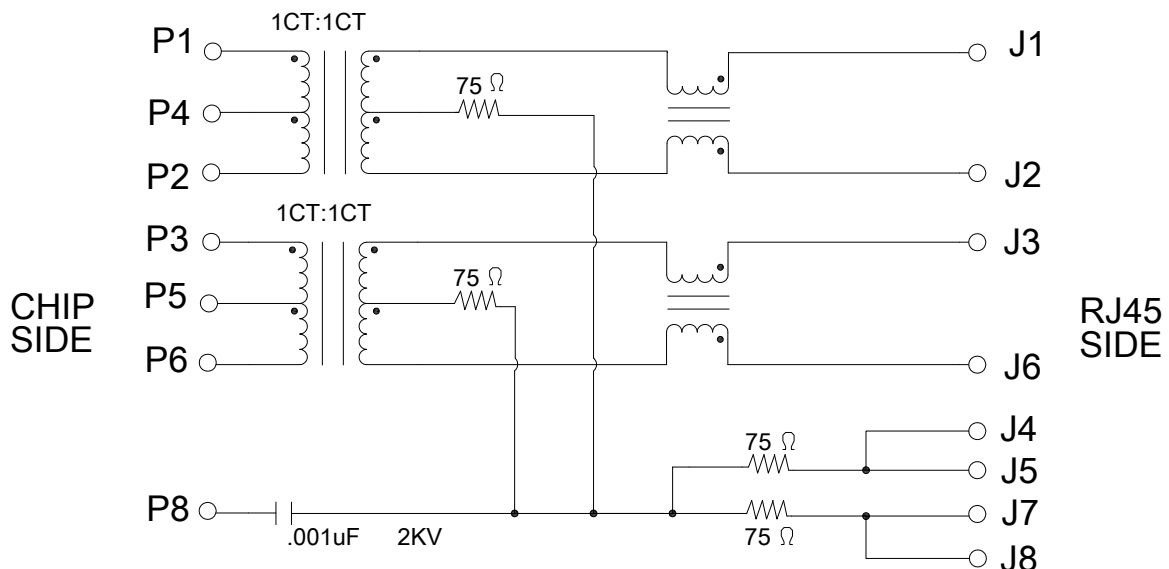 1CT:1CT
P1
J1
75 Ω
P4
P2
J2
1CT:1CT
P3
J3
75 Ω
P5
CHIP
SIDE
RJ45
SIDE
P6
J6
J4
75 Ω
J5
P8
J7
.001uF 2KV
75 Ω
J8